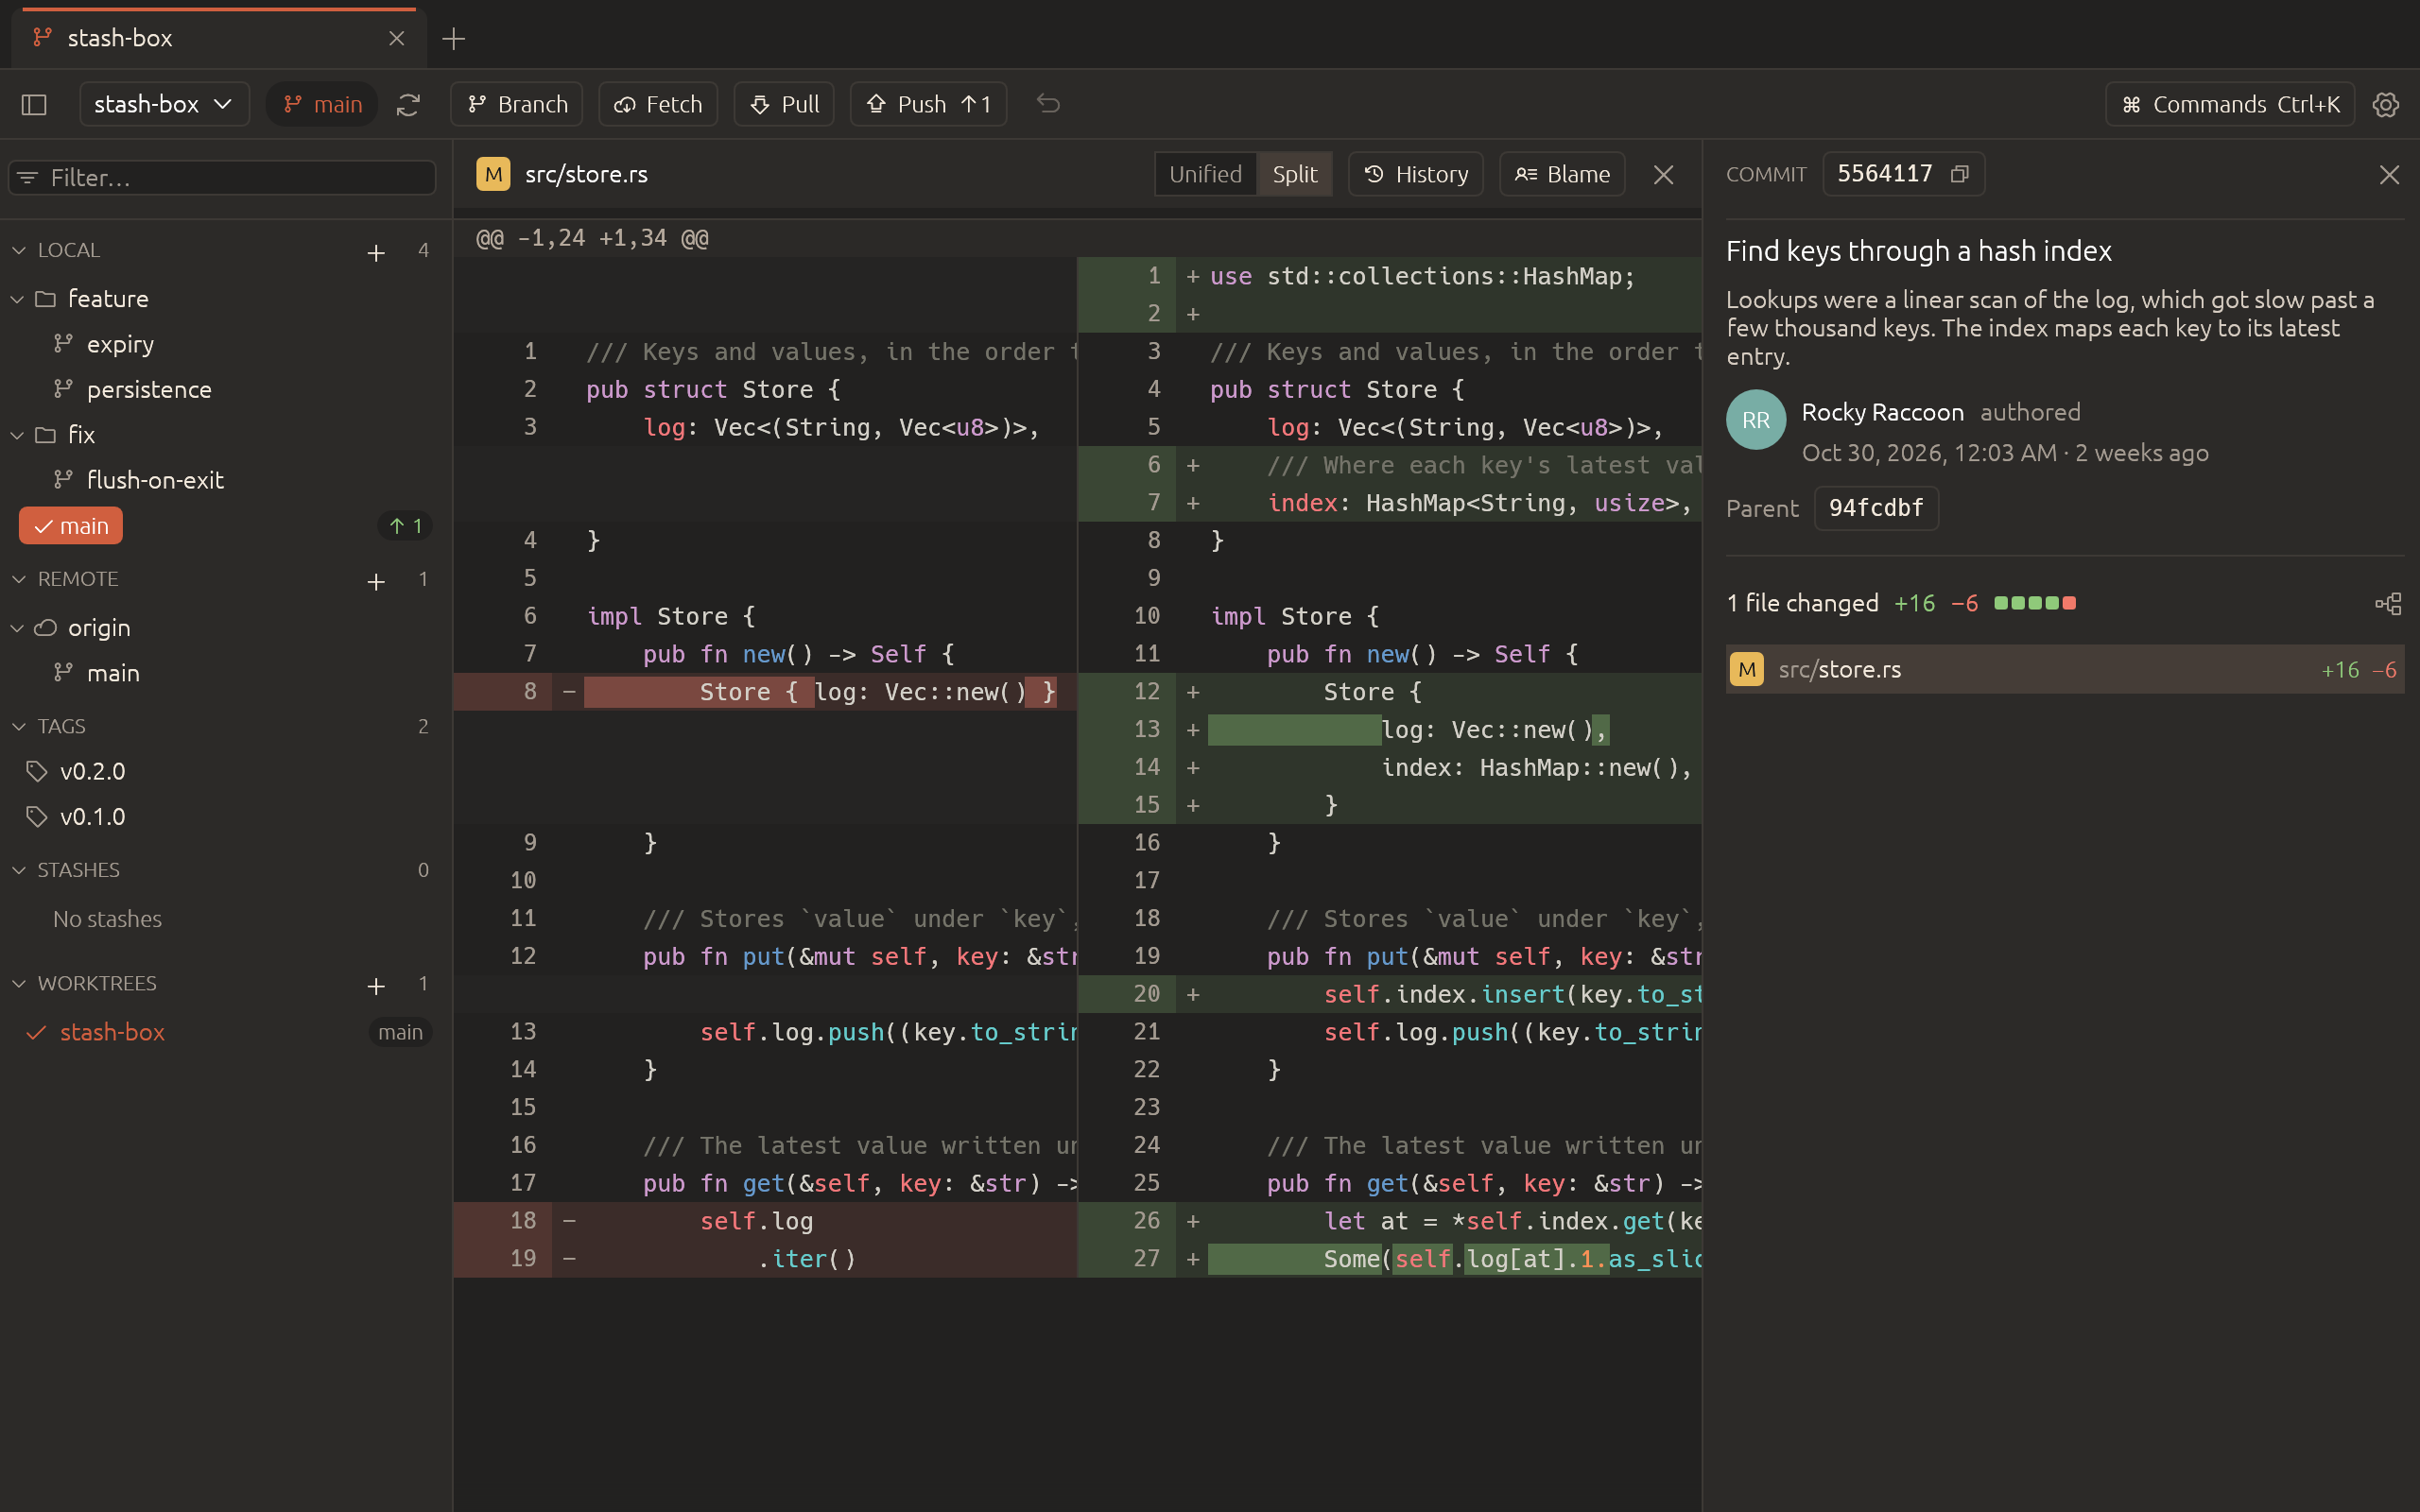 stash-box
stash-box
main
Branch
Fetch
Pull
Push ↑1
Commands Ctrl+K
Filter…
LOCAL 4
feature
expiry
persistence
fix
flush-on-exit
main ↑ 1
REMOTE 1
origin
main
TAGS 2
v0.2.0
v0.1.0
STASHES 0
No stashes
WORKTREES 1
stash-box main
M src/store.rs
Unified Split History Blame
@@ -1,24 +1,34 @@
1 /// Keys and values, in the order t
2 pub struct Store {
3 log: Vec<(String, Vec<u8>)>,
4 }
5
6 impl Store {
7 pub fn new() -> Self {
8 − Store { log: Vec::new() }
9 }
10
11 /// Stores `value` under `key`,
12 pub fn put(&mut self, key: &str
13 self.log.push((key.to_strin
14 }
15
16 /// The latest value written un
17 pub fn get(&self, key: &str) ->
18 − self.log
19 − .iter()
1 + use std::collections::HashMap;
2 +
3 /// Keys and values, in the order t
4 pub struct Store {
5 log: Vec<(String, Vec<u8>)>,
6 + /// Where each key's latest val
7 + index: HashMap<String, usize>,
8 }
9
10 impl Store {
11 pub fn new() -> Self {
12 + Store {
13 + log: Vec::new(),
14 + index: HashMap::new(),
15 + }
16 }
17
18 /// Stores `value` under `key`,
19 pub fn put(&mut self, key: &str
20 + self.index.insert(key.to_st
21 self.log.push((key.to_strin
22 }
23
24 /// The latest value written un
25 pub fn get(&self, key: &str) ->
26 + let at = *self.index.get(ke
27 + Some(self.log[at].1.as_slic
COMMIT 5564117
Find keys through a hash index
Lookups were a linear scan of the log, which got slow past a
few thousand keys. The index maps each key to its latest
entry.
RR
Rocky Raccoon authored
Oct 30, 2026, 12:03 AM · 2 weeks ago
Parent 94fcdbf
1 file changed +16 −6
M src/store.rs +16 −6